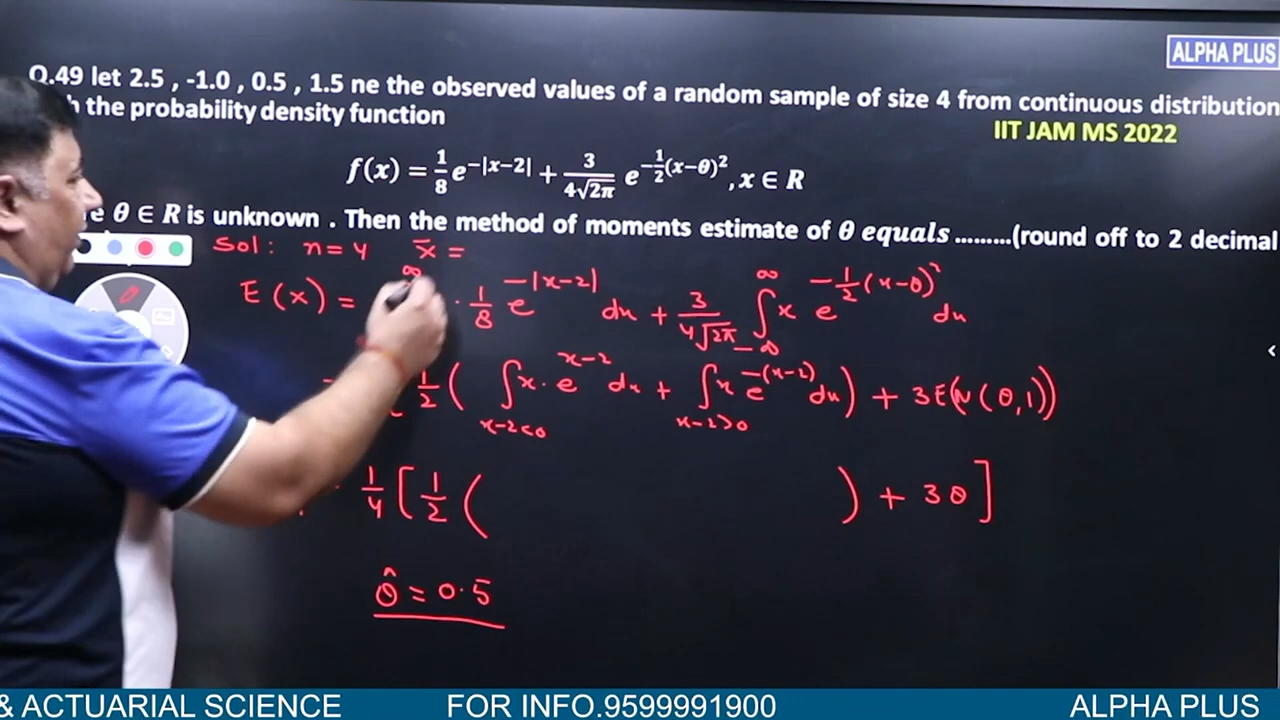 ALPHA PLUS
Q.49 let 2.5 , -1.0 , 0.5 , 1.5 ne the observed values of a random sample of size 4 from continuous distribution
the probability density function
IIT JAM MS 2022
f(x) = 1/8 e^{-|x-2|} + 3/(4√(2π)) e^{-1/2(x-θ)^2}, x ∈ R
θ ∈ R is unknown . Then the method of moments estimate of θ equals .........(round off to 2 decimal
Sol: n=4 x̄ =
E(x) = ∞ · 1/8 e^{-|x-2|} dx + 3/(4√(2π)) ∫_{-∞}^{∞} x e^{-1/2(x-θ)^2} dx
1/2 ( ∫_{x-2<0} x · e^{x-2} dx + ∫_{x-2>0} x e^{-(x-2)} dx ) + 3E(N(θ,1))
1/4 [ 1/2 ( ) + 3θ ]
θ̂ = 0.5
& ACTUARIAL SCIENCE FOR INFO.9599991900 ALPHA PLUS